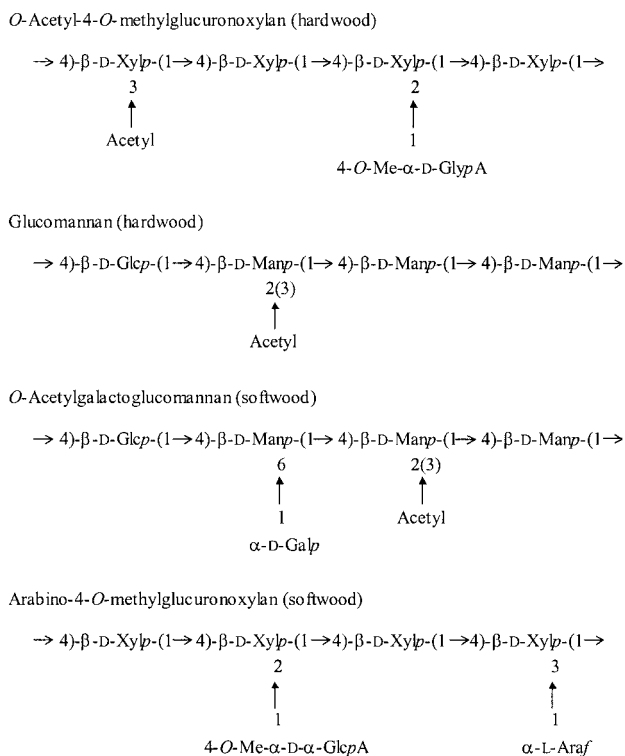 O-Acetyl-4-O-methylglucuronoxylan (hardwood)
→ 4)-β-D-Xylp-(1→4)-β-D-Xylp-(1→4)-β-D-Xylp-(1→4)-β-D-Xylp-(1→
3 2
Acetyl 1
4-O-Me-α-D-GlypA
Glucomannan (hardwood)
→ 4)-β-D-Glcp-(1→4)-β-D-Manp-(1→4)-β-D-Manp-(1→4)-β-D-Manp-(1→
2(3)
Acetyl
O-Acetylgalactoglucomannan (softwood)
→ 4)-β-D-Glcp-(1→4)-β-D-Manp-(1→4)-β-D-Manp-(1→4)-β-D-Manp-(1→
6 2(3)
1 Acetyl
α-D-Galp
Arabino-4-O-methylglucuronoxylan (softwood)
→ 4)-β-D-Xylp-(1→4)-β-D-Xylp-(1→4)-β-D-Xylp-(1→4)-β-D-Xylp-(1→
2 3
1 1
4-O-Me-α-D-α-GlcpA α-L-Araf